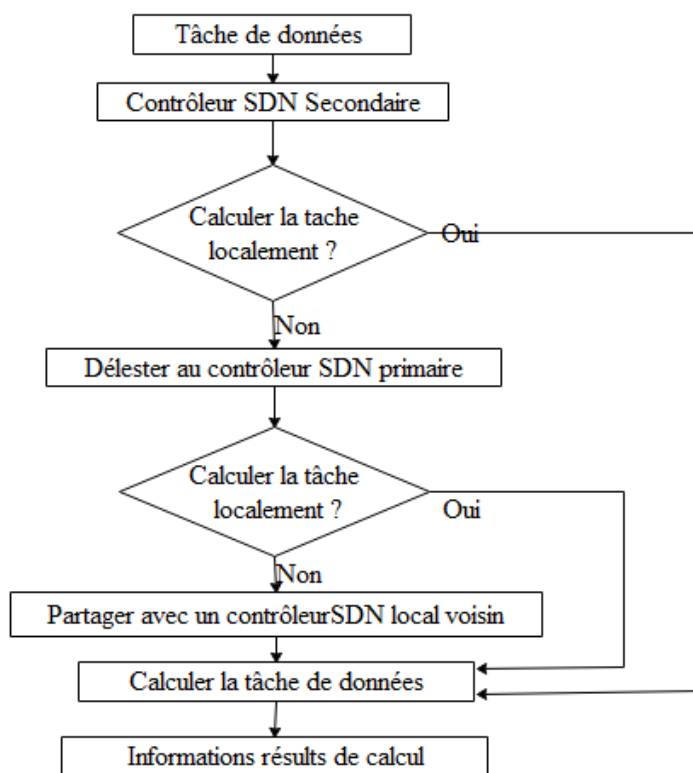 Tâche de données
Contrôleur SDN Secondaire
Calculer la tache
localement ?
Oui
Non
Délester au contrôleur SDN primaire
Calculer la tâche
localement ?
Oui
Non
Partager avec un contrôleurSDN local voisin
Calculer la tâche de données
Informations résults de calcul